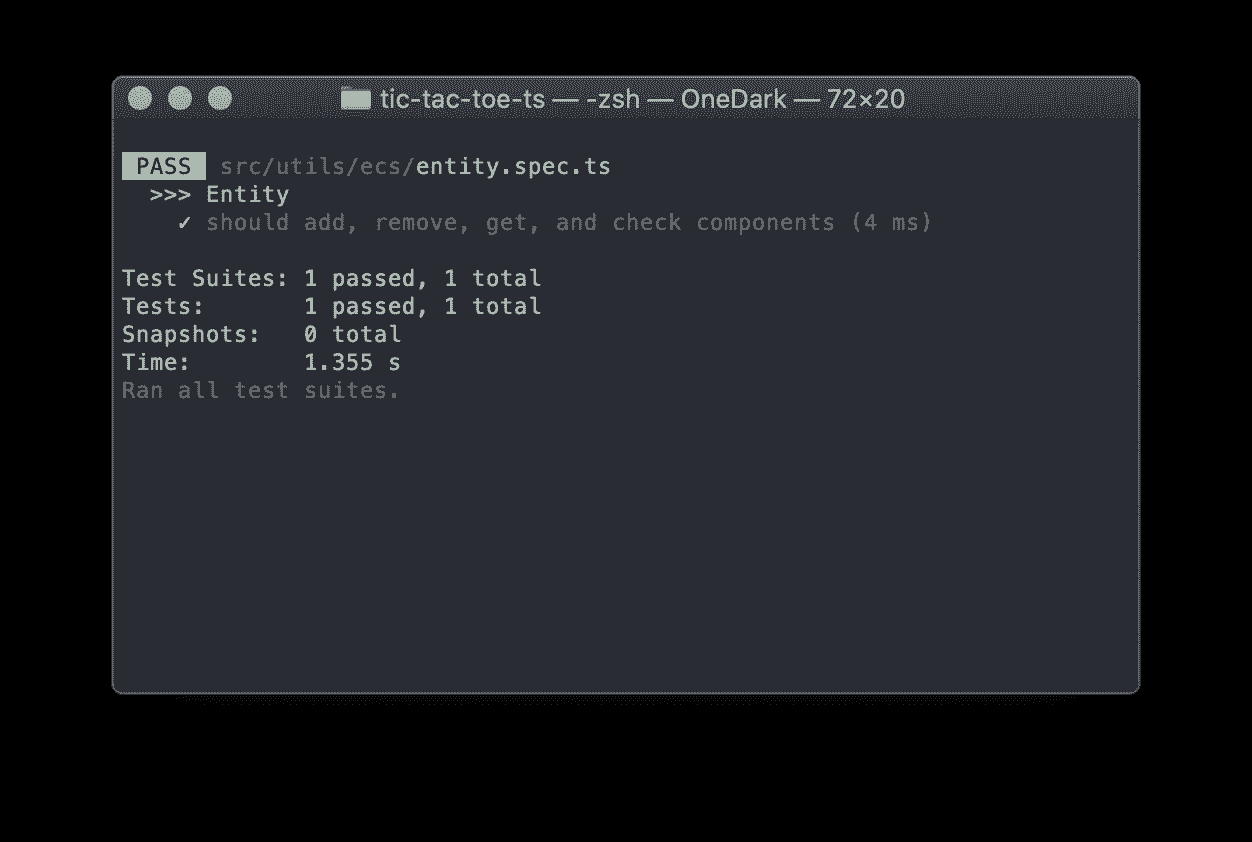 tic-tac-toe-ts — -zsh — OneDark — 72×20
PASS src/utils/ecs/entity.spec.ts
>>> Entity
✓ should add, remove, get, and check components (4 ms)
Test Suites: 1 passed, 1 total
Tests: 1 passed, 1 total
Snapshots: 0 total
Time: 1.355 s
Ran all test suites.